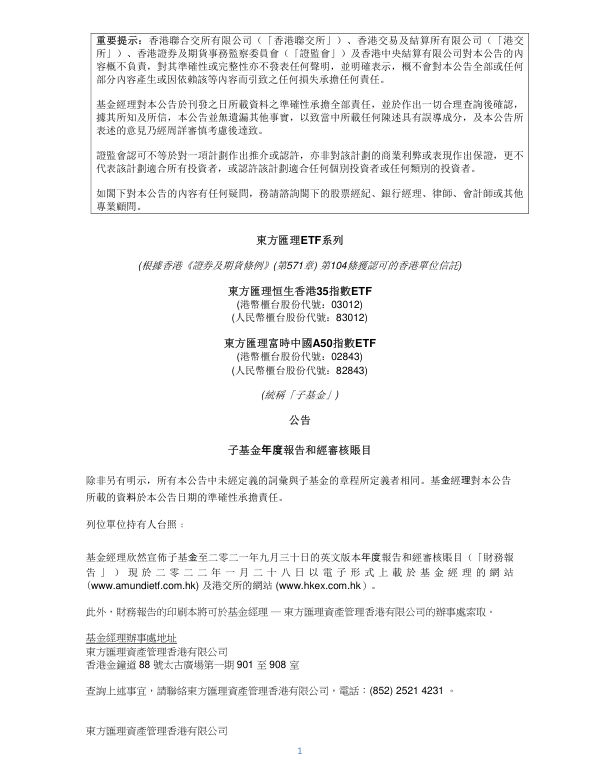 重要提示：香港聯合交所有限公司（「香港聯交所」）、香港交易及結算所有限公司（「港交
所」）、香港證券及期貨事務監察委員會（「證監會」）及香港中央結算有限公司對本公告的內
容概不負責，對其準確性或完整性亦不發表任何聲明，並明確表示，概不會對本公告全部或任何
部分內容產生或因依賴該等內容而引致之任何損失承擔任何責任。
基金經理對本公告於刊發之日所載資料之準確性承擔全部責任，並於作出一切合理查詢後確認，
據其所知及所信，本公告並無遺漏其他事實，以致當中所載任何陳述具有誤導成分，及本公告所
表述的意見乃經周詳審慎考慮後達致。
證監會認可不等於對一項計劃作出推介或認許，亦非對該計劃的商業利弊或表現作出保證，更不
代表該計劃適合所有投資者，或認許該計劃適合任何個別投資者或任何類別的投資者。
如閣下對本公告的內容有任何疑問，務請諮詢閣下的股票經紀、銀行經理、律師、會計師或其他
專業顧問。
東方匯理ETF系列
(根據香港《證券及期貨條例》(第571章) 第104條獲認可的香港單位信託)
東方匯理恒生香港35指數ETF
(港幣櫃台股份代號：03012)
(人民幣櫃台股份代號：83012)
東方匯理富時中國A50指數ETF
(港幣櫃台股份代號：02843)
(人民幣櫃台股份代號：82843)
(統稱「子基金」)
公告
子基金年度報告和經審核賬目
除非另有明示，所有本公告中未經定義的詞彙與子基金的章程所定義者相同。基金經理對本公告
所載的資料於本公告日期的準確性承擔責任。
列位單位持有人台照：
基金經理欣然宣佈子基金至二零二一年九月三十日的英文版本年度報告和經審核賬目（「財務報
告」）現於二零二二年一月二十八日以電子形式上載於基金經理的網站
(www.amundietf.com.hk) 及港交所的網站 (www.hkex.com.hk）。
此外，財務報告的印刷本將可於基金經理 — 東方匯理資產管理香港有限公司的辦事處索取。
基金經理辦事處地址
東方匯理資產管理香港有限公司
香港金鐘道 88 號太古廣場第一期 901 至 908 室
查詢上述事宜，請聯絡東方匯理資產管理香港有限公司，電話：(852) 2521 4231 。
東方匯理資產管理香港有限公司
1